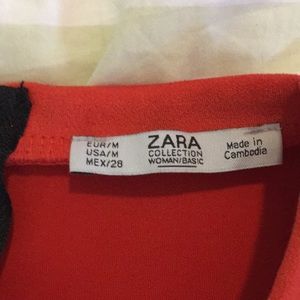 EUR/M
USA/M
MEX/28
ZARA
COLLECTION
WOMAN/BASIC
Made in
Cambodia